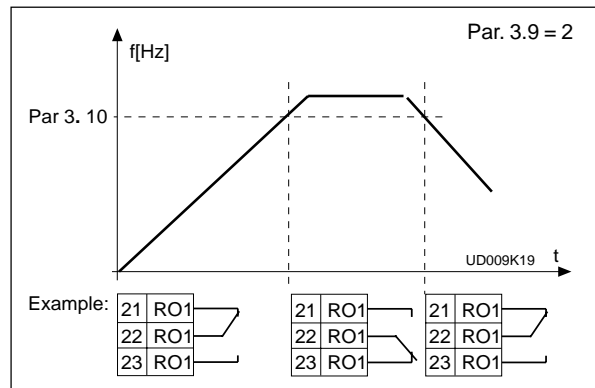 Par. 3.9 = 2
f[Hz]
Par 3. 10
UD009K19
t
Example:
21 RO1
22 RO1
23 RO1
21 RO1
22 RO1
23 RO1
21 RO1
22 RO1
23 RO1